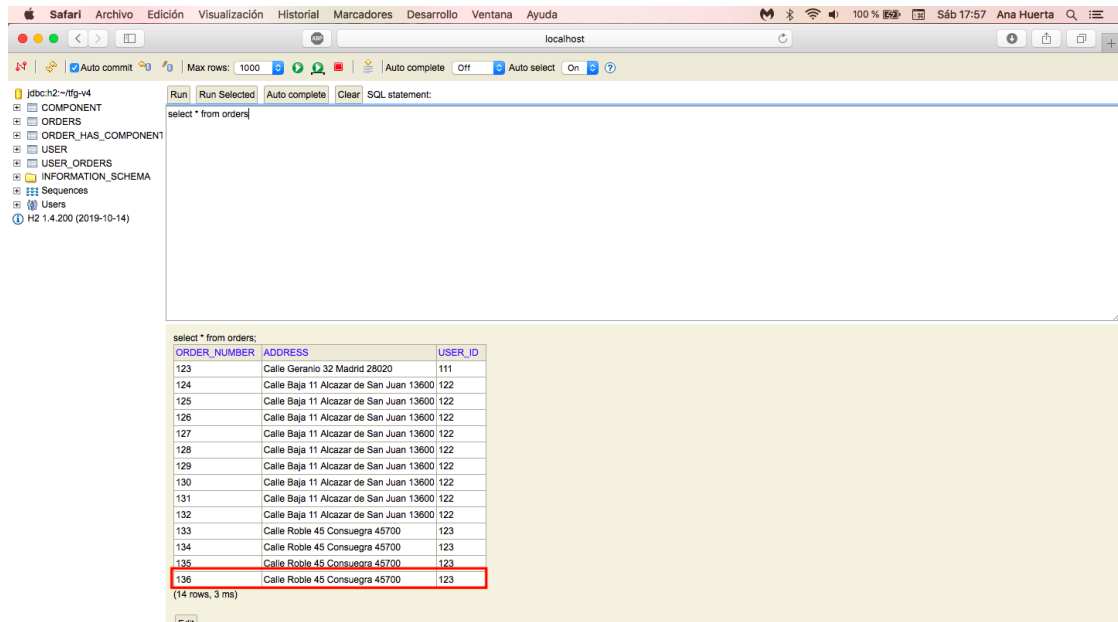 Safari Archivo Edición Visualización Historial Marcadores Desarrollo Ventana Ayuda 100 % Sáb 17:57 Ana Huerta
ABP localhost
Auto commit Max rows: 1000 Auto complete Off Auto select On
jdbc:h2:~/tfg-v4
COMPONENT
ORDERS
ORDER_HAS_COMPONENT
USER
USER_ORDERS
INFORMATION_SCHEMA
Sequences
Users
H2 1.4.200 (2019-10-14)
Run Run Selected Auto complete Clear SQL statement:
select * from orders
select * from orders;
ORDER_NUMBER ADDRESS USER_ID
123 Calle Geranio 32 Madrid 28020 111
124 Calle Baja 11 Alcazar de San Juan 13600 122
125 Calle Baja 11 Alcazar de San Juan 13600 122
126 Calle Baja 11 Alcazar de San Juan 13600 122
127 Calle Baja 11 Alcazar de San Juan 13600 122
128 Calle Baja 11 Alcazar de San Juan 13600 122
129 Calle Baja 11 Alcazar de San Juan 13600 122
130 Calle Baja 11 Alcazar de San Juan 13600 122
131 Calle Baja 11 Alcazar de San Juan 13600 122
132 Calle Baja 11 Alcazar de San Juan 13600 122
133 Calle Roble 45 Consuegra 45700 123
134 Calle Roble 45 Consuegra 45700 123
135 Calle Roble 45 Consuegra 45700 123
136 Calle Roble 45 Consuegra 45700 123
(14 rows, 3 ms)
Edit